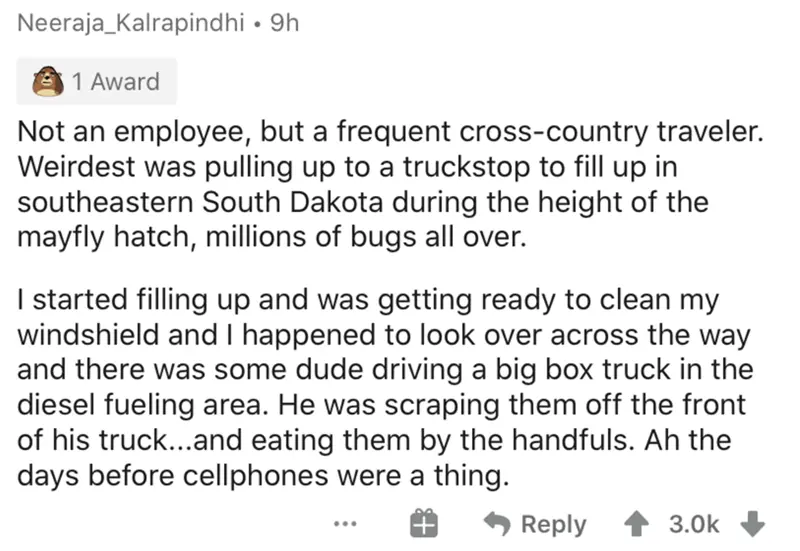 Neeraja_Kalrapindhi • 9h
1 Award
Not an employee, but a frequent cross-country traveler.
Weirdest was pulling up to a truckstop to fill up in
southeastern South Dakota during the height of the
mayfly hatch, millions of bugs all over.
I started filling up and was getting ready to clean my
windshield and I happened to look over across the way
and there was some dude driving a big box truck in the
diesel fueling area. He was scraping them off the front
of his truck...and eating them by the handfuls. Ah the
days before cellphones were a thing.
... Reply 3.0k